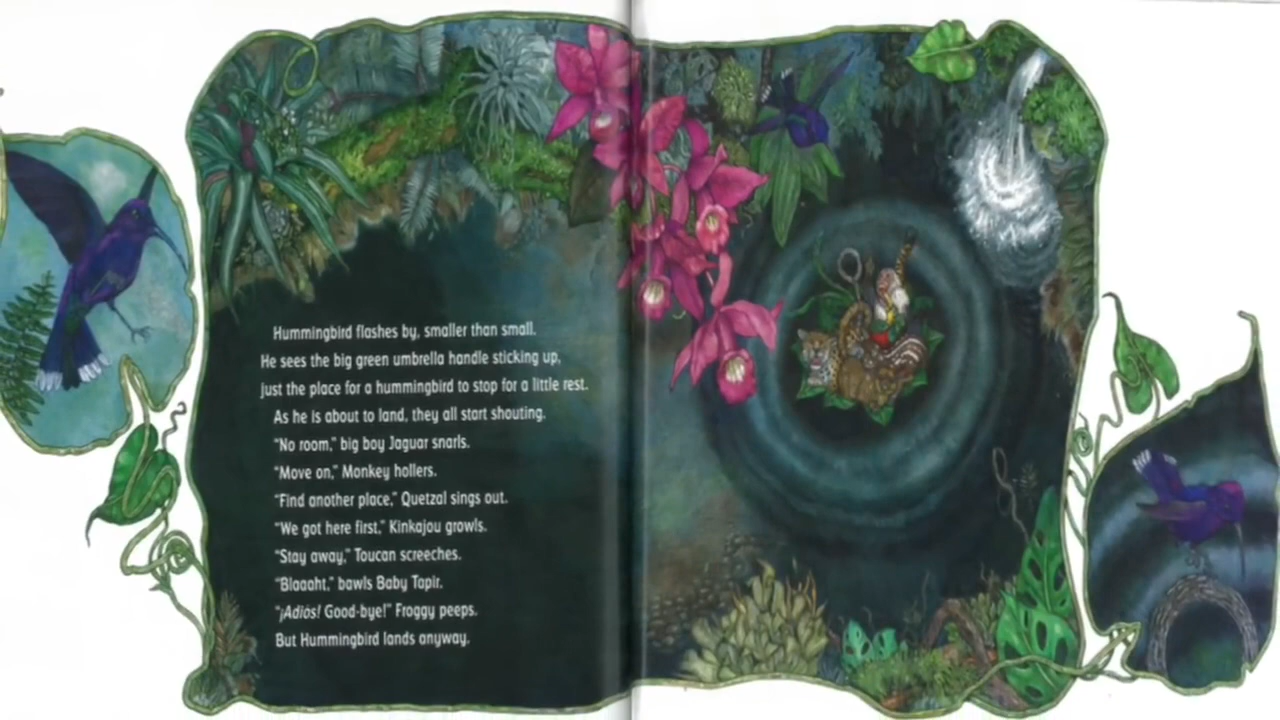 Hummingbird flashes by, smaller than small.
He sees the big green umbrella handle sticking up,
just the place for a hummingbird to stop for a little rest.
As he is about to land, they all start shouting.
"No room," big boy Jaguar snarls.
"Move on," Monkey hollers.
"Find another place," Quetzal sings out.
"We got here first," Kinkajou growls.
"Stay away," Toucan screeches.
"Blaaaht," bawls Baby Tapir.
"¡Adiós! Good-bye!" Froggy peeps.
But Hummingbird lands anyway.